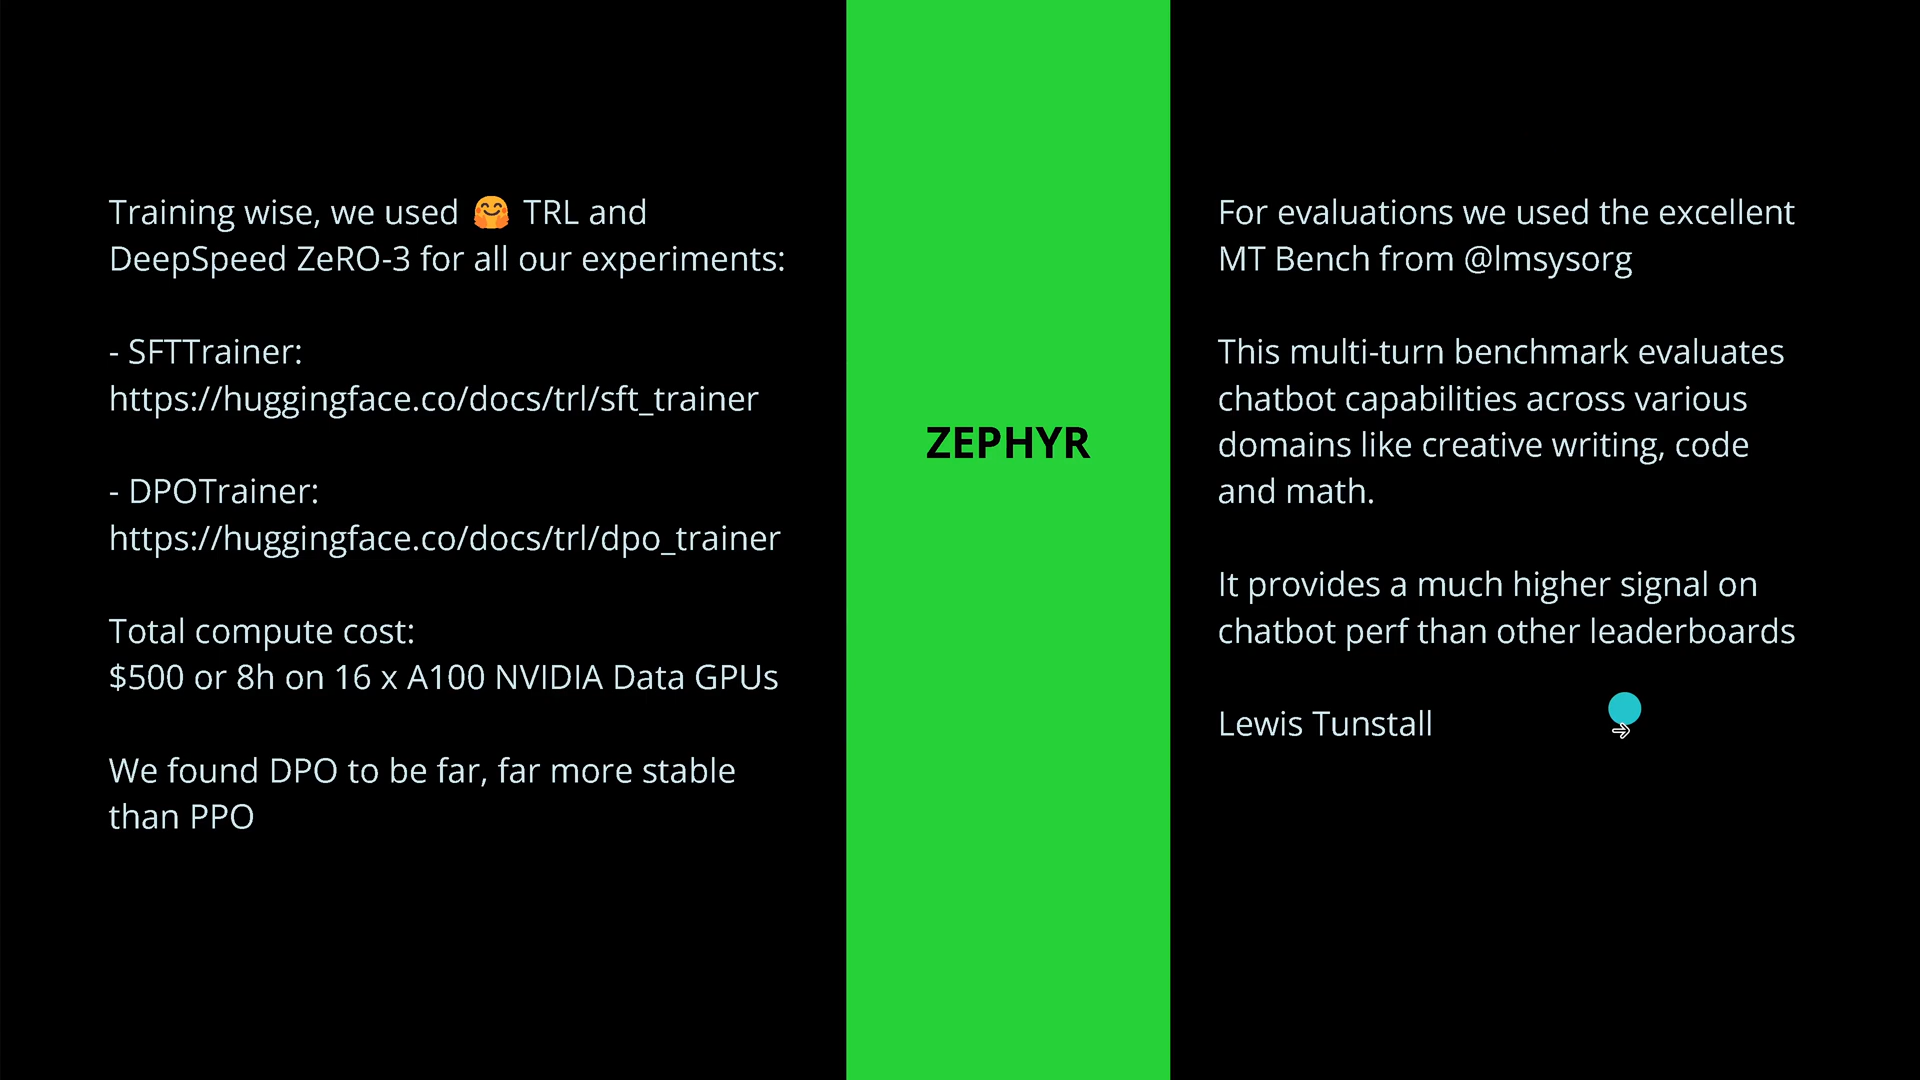 Training wise, we used 🤗 TRL and
DeepSpeed ZeRO-3 for all our experiments:
- SFTTrainer:
https://huggingface.co/docs/trl/sft_trainer
- DPOTrainer:
https://huggingface.co/docs/trl/dpo_trainer
Total compute cost:
$500 or 8h on 16 x A100 NVIDIA Data GPUs
We found DPO to be far, far more stable
than PPO
ZEPHYR
For evaluations we used the excellent
MT Bench from @lmsysorg
This multi-turn benchmark evaluates
chatbot capabilities across various
domains like creative writing, code
and math.
It provides a much higher signal on
chatbot perf than other leaderboards
Lewis Tunstall